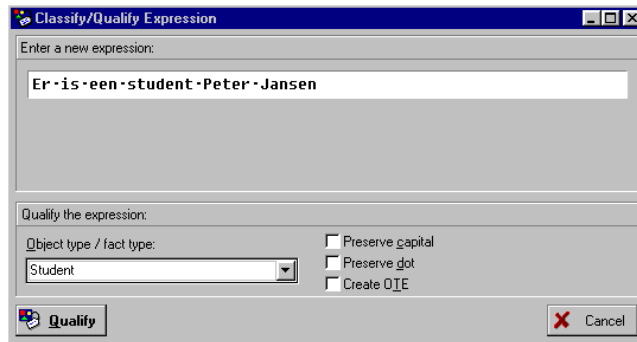 Classify/Qualify Expression
Enter a new expression:
Er·is·een·student·Peter·Jansen
Qualify the expression:
Object type / fact type:
Student
Preserve capital
Preserve dot
Create OTE
Qualify
Cancel